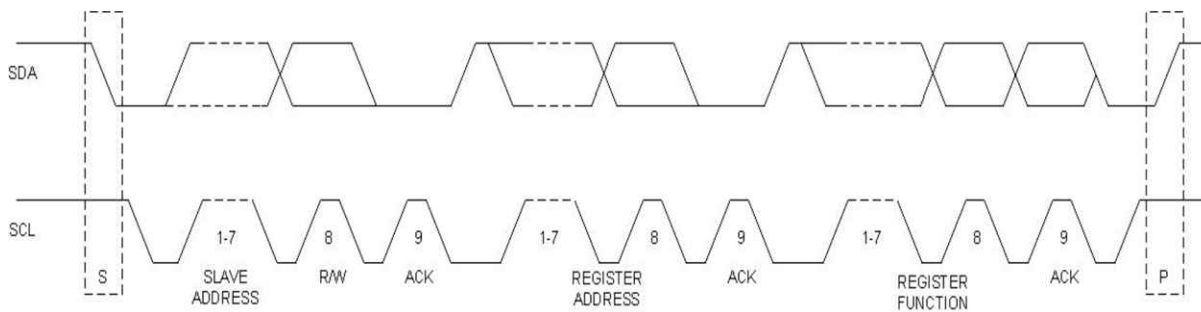 SDA
SCL
1-7 8 9 1-7 8 9 1-7 8 9
S SLAVE ADDRESS R/W ACK REGISTER ADDRESS ACK REGISTER FUNCTION ACK P